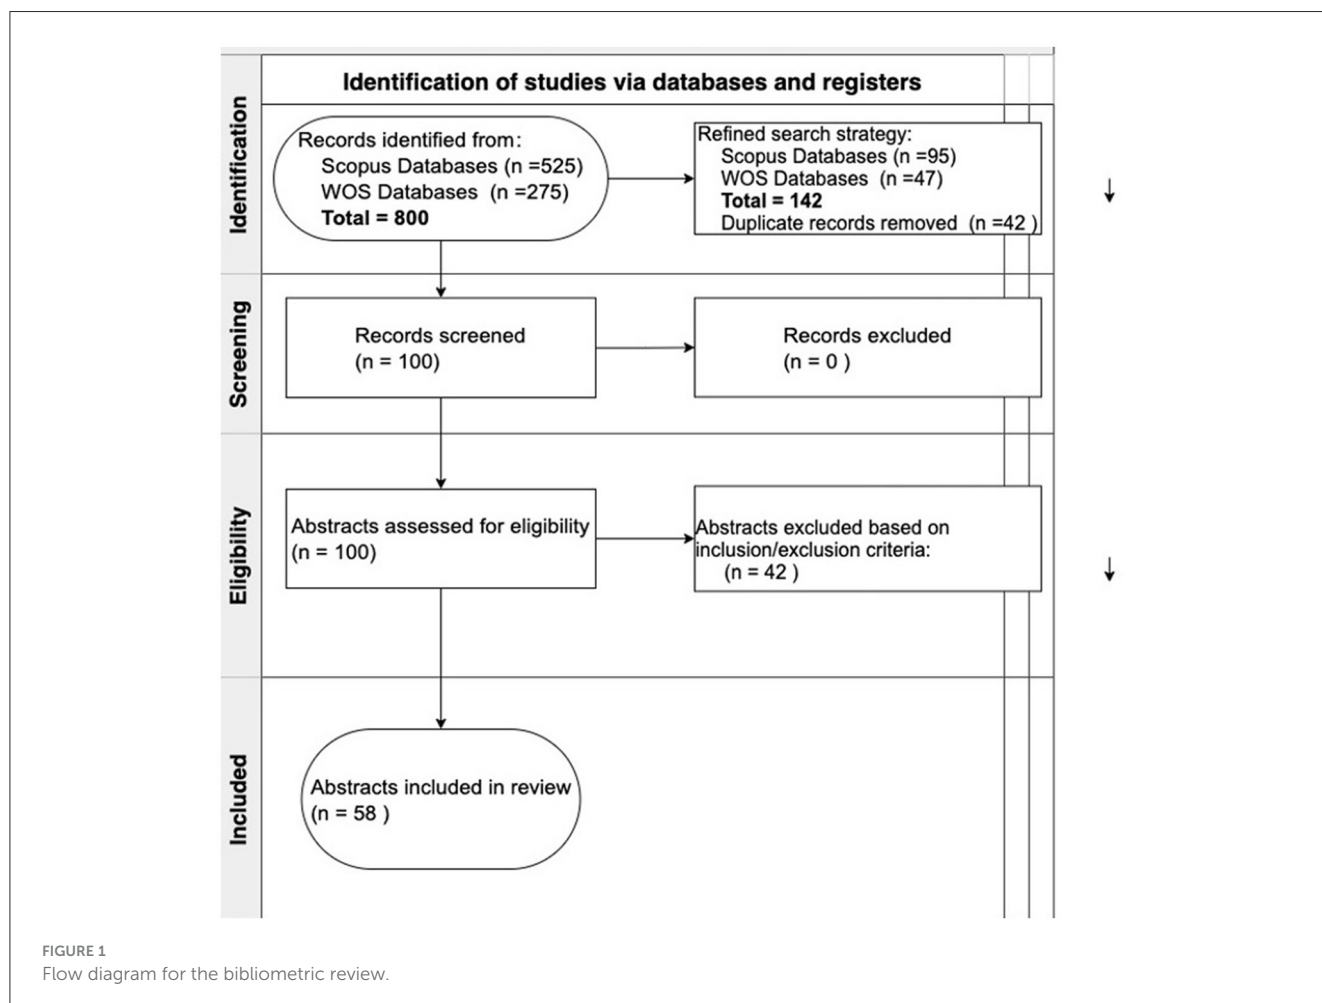 Identification of studies via databases and registers
Identification
Records identified from:
Scopus Databases (n =525)
WOS Databases (n =275)
Total = 800
Refined search strategy:
Scopus Databases (n =95)
WOS Databases (n =47)
Total = 142
Duplicate records removed (n =42 )
Screening
Records screened
(n = 100)
Records excluded
(n = 0 )
Eligibility
Abstracts assessed for eligibility
(n = 100)
Abstracts excluded based on
inclusion/exclusion criteria:
(n = 42 )
Included
Abstracts included in review
(n = 58 )
FIGURE 1
Flow diagram for the bibliometric review.